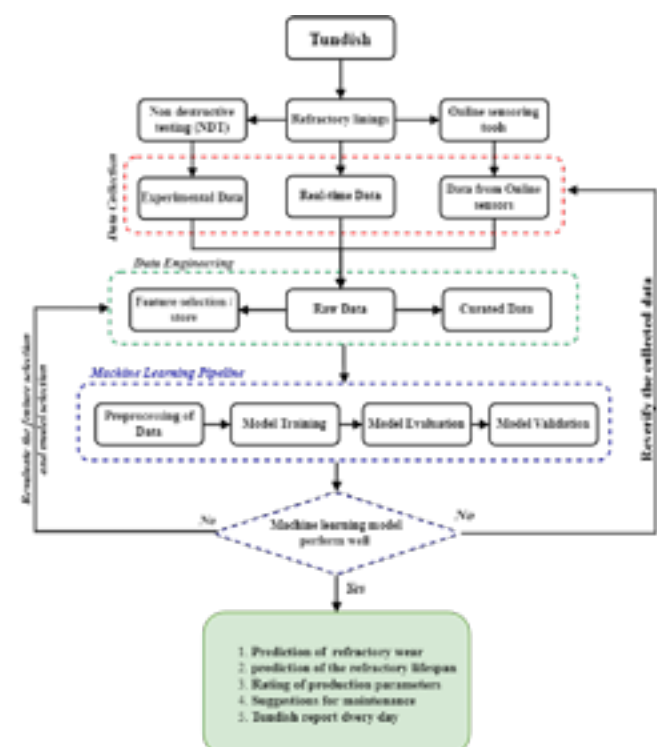 Tundish
Non destructive
testing (NDT)
Refractory linings
Online sensoring
tools
Data Collection
Experimental Data
Real-time Data
Data from Online
sensors
Data Engineering
Feature selection /
store
Raw Data
Curated Data
Machine Learning Pipeline
Preprocessing of
Data
Model Training
Model Evaluation
Model Validation
Reevaluate the feature selection
and model selection
Reverify the collected data
No
Machine learning model
perform well
No
Yes
1. Prediction of refractory wear
2. prediction of the refractory lifespan
3. Rating of production parameters
4. Suggestions for maintenance
5. Tundish report dvery day